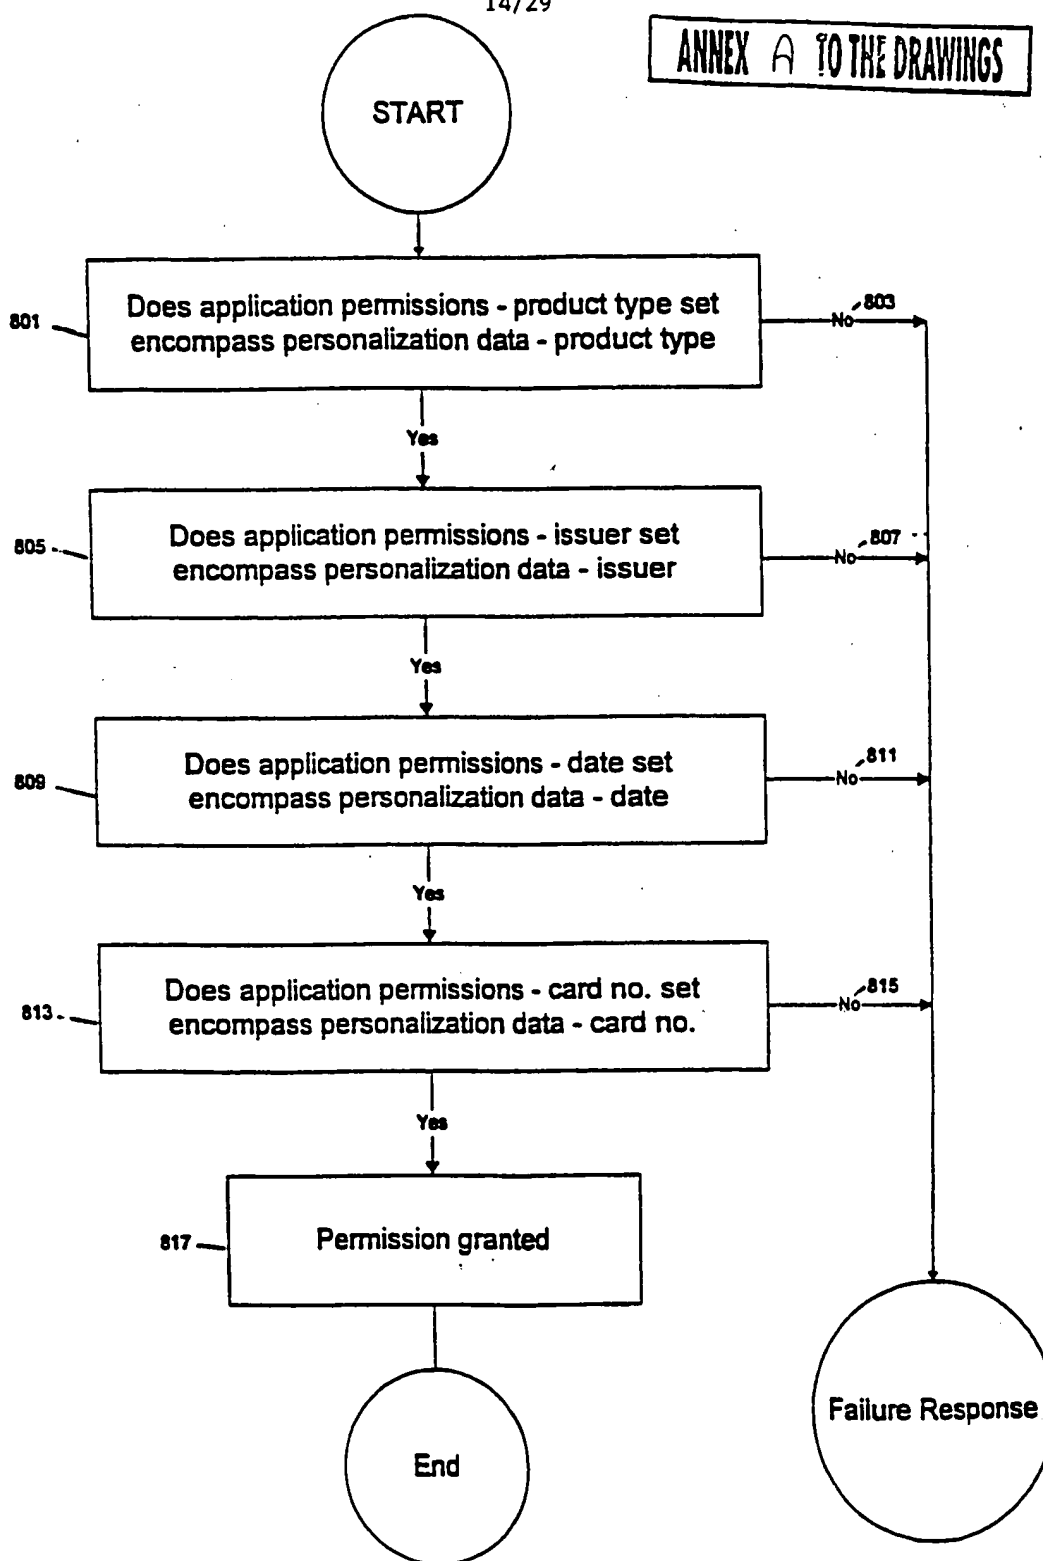 14/29
ANNEX A TO THE DRAWINGS
START
801
Does application permissions - product type set
encompass personalization data - product type
No
803
Yes
805
Does application permissions - issuer set
encompass personalization data - issuer
No
807
Yes
809
Does application permissions - date set
encompass personalization data - date
No
811
Yes
813
Does application permissions - card no. set
encompass personalization data - card no.
No
815
Yes
817
Permission granted
Failure Response
End